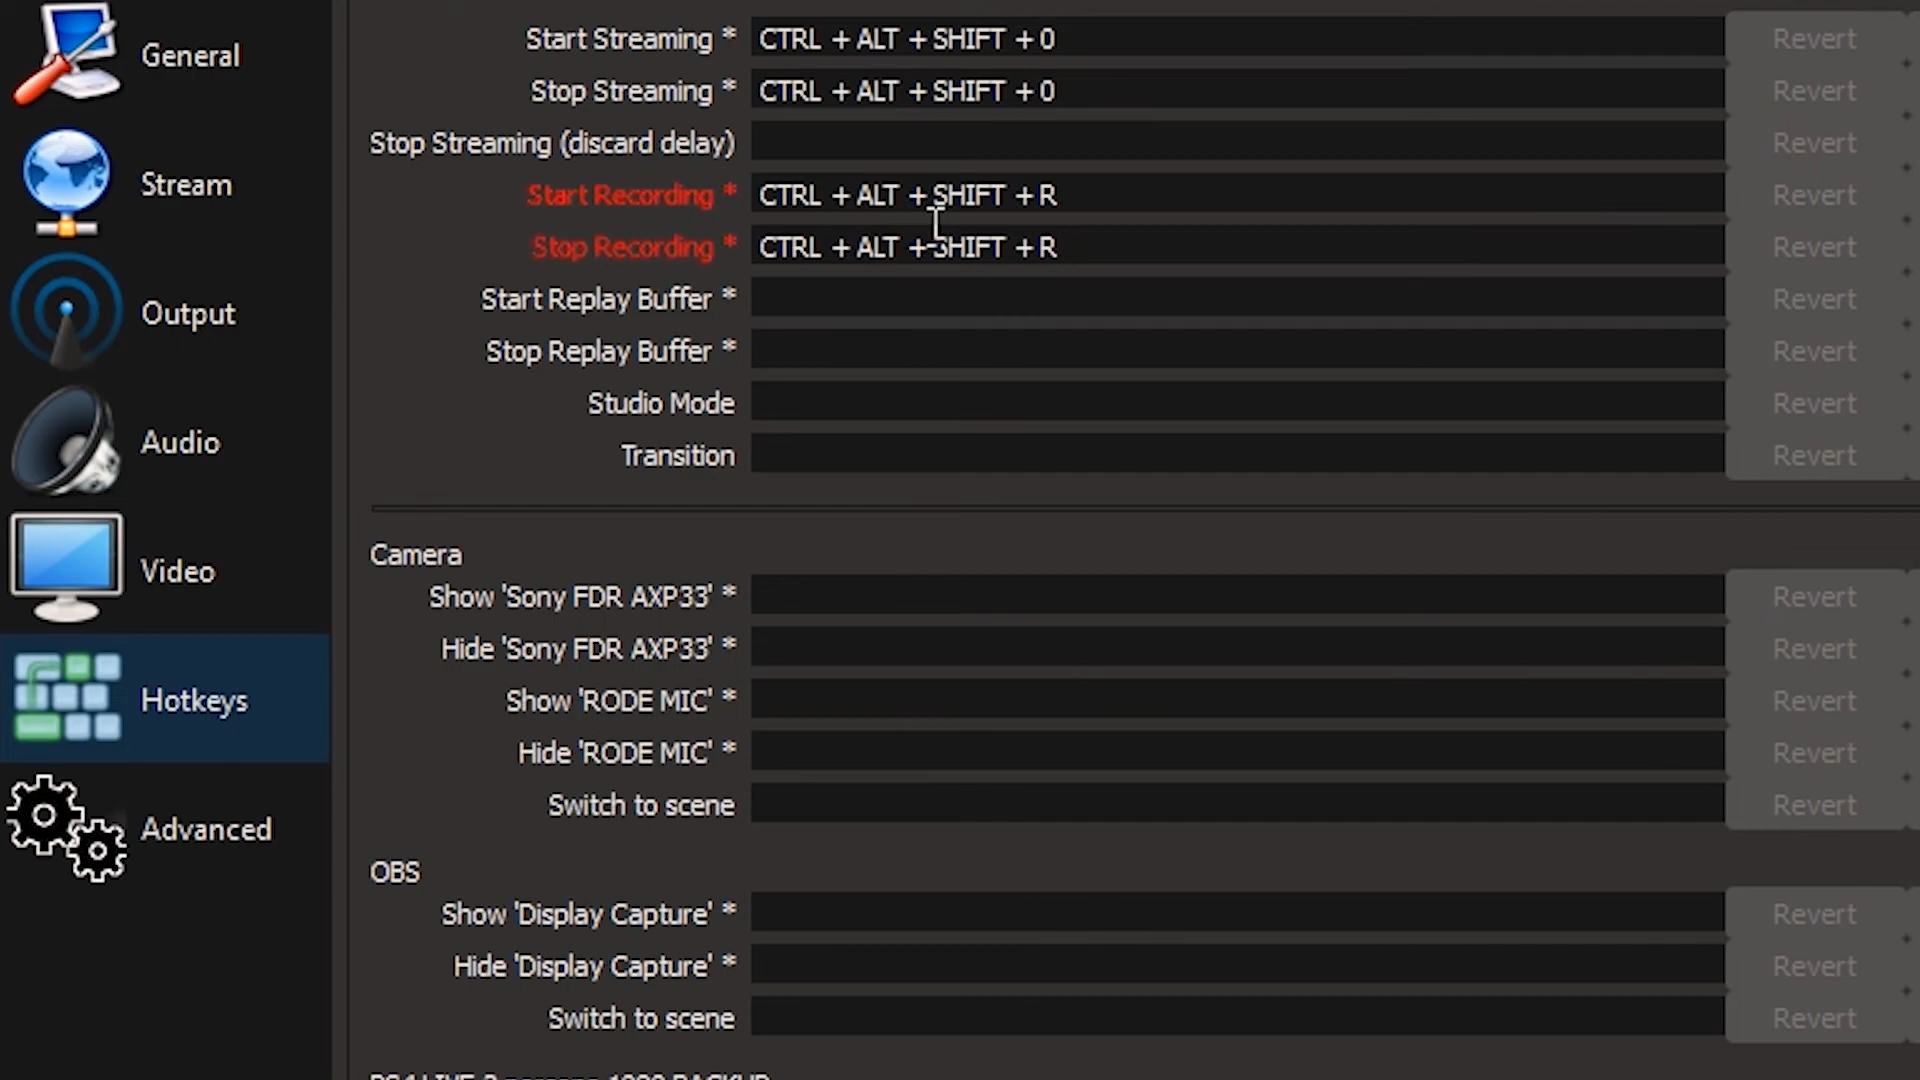 General
Stream
Output
Audio
Video
Hotkeys
Advanced
Start Streaming * CTRL + ALT + SHIFT + 0 Revert
Stop Streaming * CTRL + ALT + SHIFT + 0 Revert
Stop Streaming (discard delay) Revert
Start Recording * CTRL + ALT + SHIFT + R Revert
Stop Recording * CTRL + ALT + SHIFT + R Revert
Start Replay Buffer * Revert
Stop Replay Buffer * Revert
Studio Mode Revert
Transition Revert
Camera
Show 'Sony FDR AXP33' * Revert
Hide 'Sony FDR AXP33' * Revert
Show 'RODE MIC' * Revert
Hide 'RODE MIC' * Revert
Switch to scene Revert
OBS
Show 'Display Capture' * Revert
Hide 'Display Capture' * Revert
Switch to scene Revert